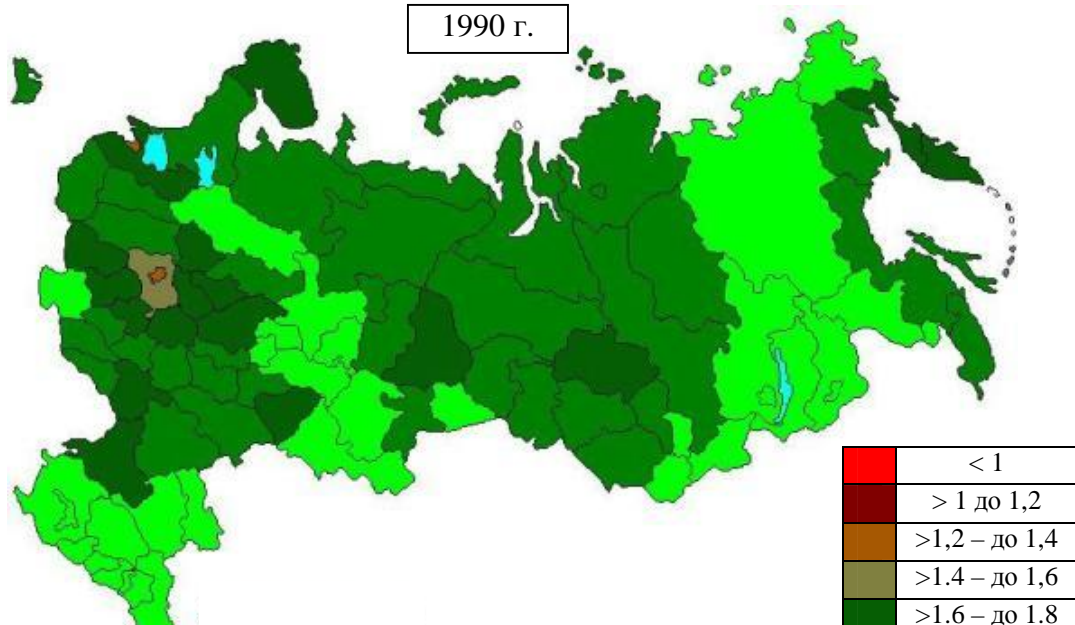 1990 г.
< 1
> 1 до 1,2
>1,2 – до 1,4
>1.4 – до 1,6
>1.6 – до 1.8